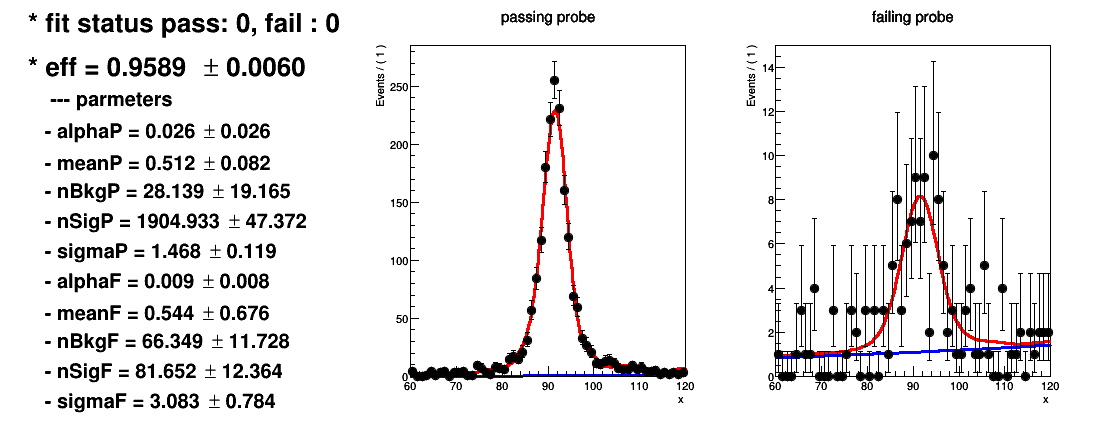 * fit status pass: 0, fail : 0
* eff = 0.9589 ± 0.0060
--- parmeters
- alphaP = 0.026 ± 0.026
- meanP = 0.512 ± 0.082
- nBkgP = 28.139 ± 19.165
- nSigP = 1904.933 ± 47.372
- sigmaP = 1.468 ± 0.119
- alphaF = 0.009 ± 0.008
- meanF = 0.544 ± 0.676
- nBkgF = 66.349 ± 11.728
- nSigF = 81.652 ± 12.364
- sigmaF = 3.083 ± 0.784
passing probe
Events / ( 1 )
250
200
150
100
50
0
60 70 80 90 100 110 120
x
failing probe
Events / ( 1 )
14
12
10
8
6
4
2
0
60 70 80 90 100 110 120
x